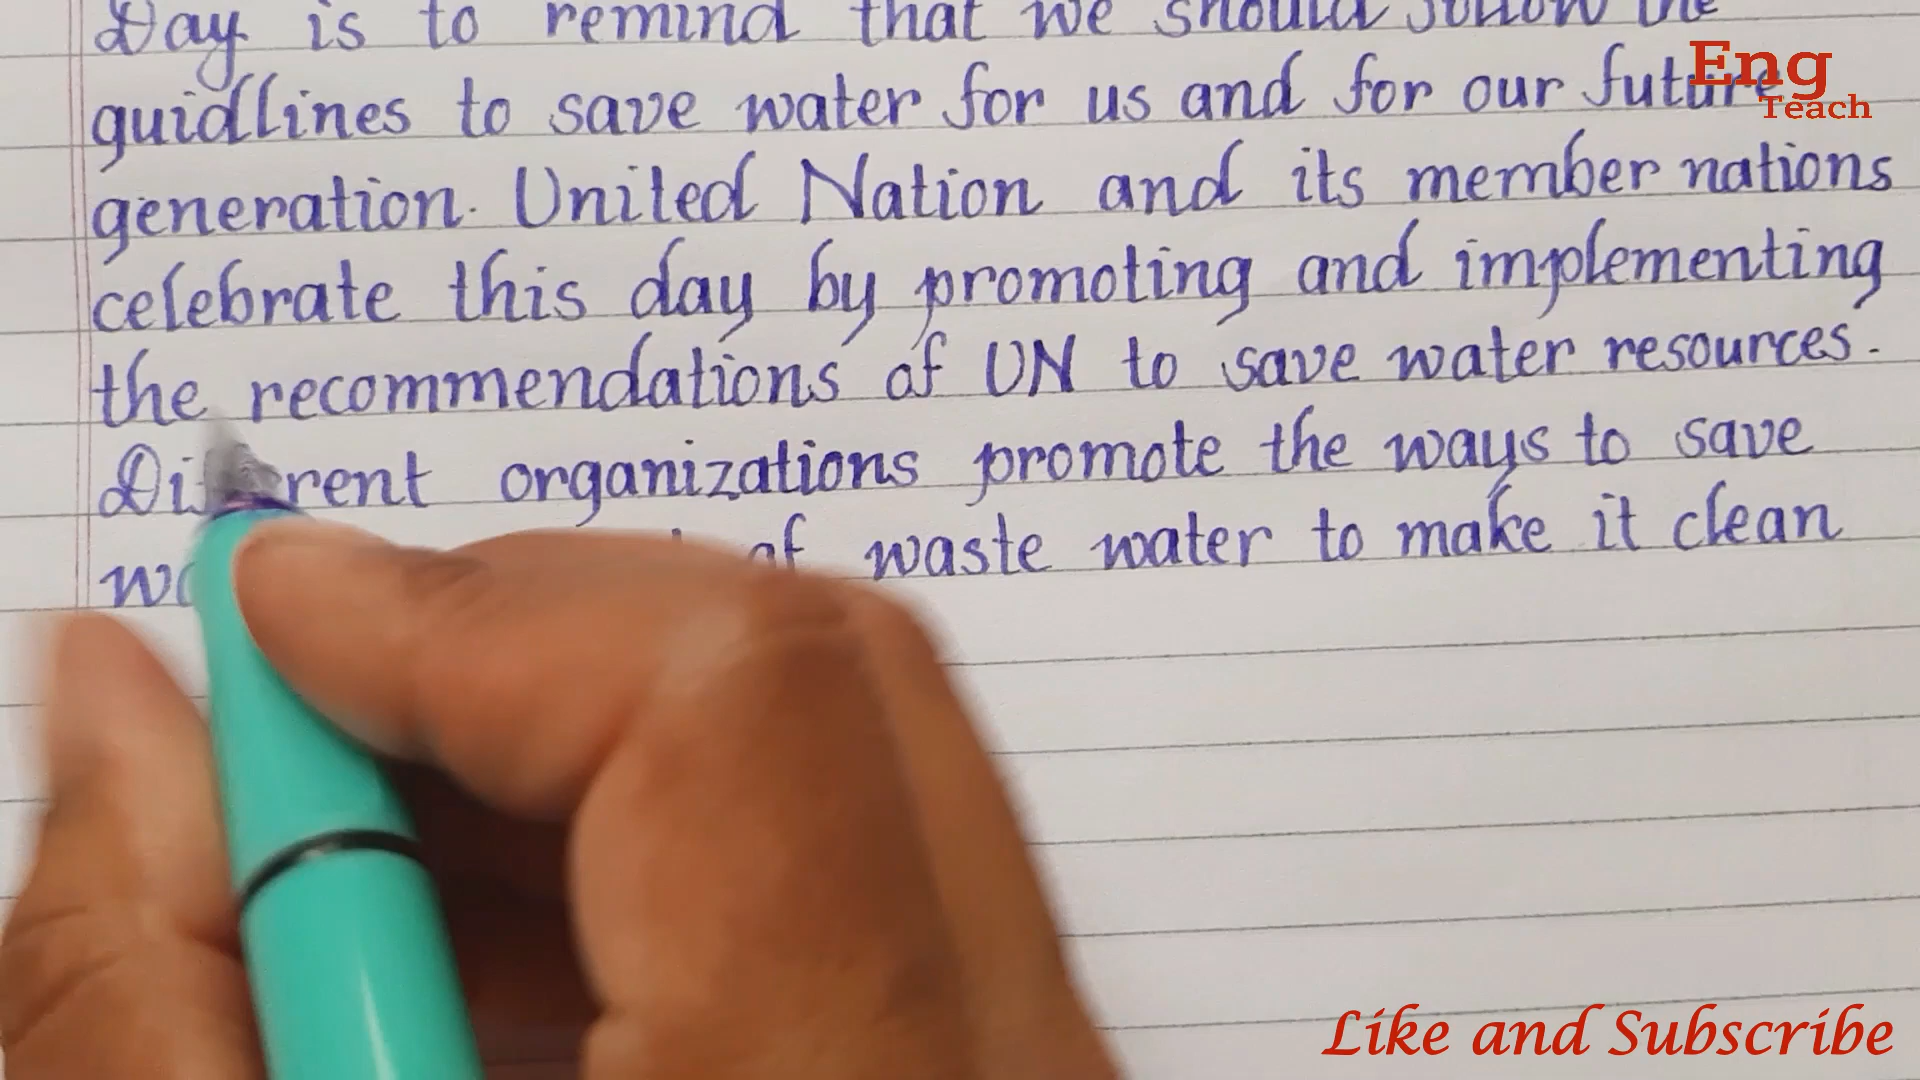 Day is to remind that we should follow the
guidlines to save water for us and for our future
generation. United Nation and its member nations
celebrate this day by promoting and implementing
the recommendations of UN to save water resources.
organizations promote the ways to save
of waste water to make it clean
Eng
Teach
Like and Subscribe